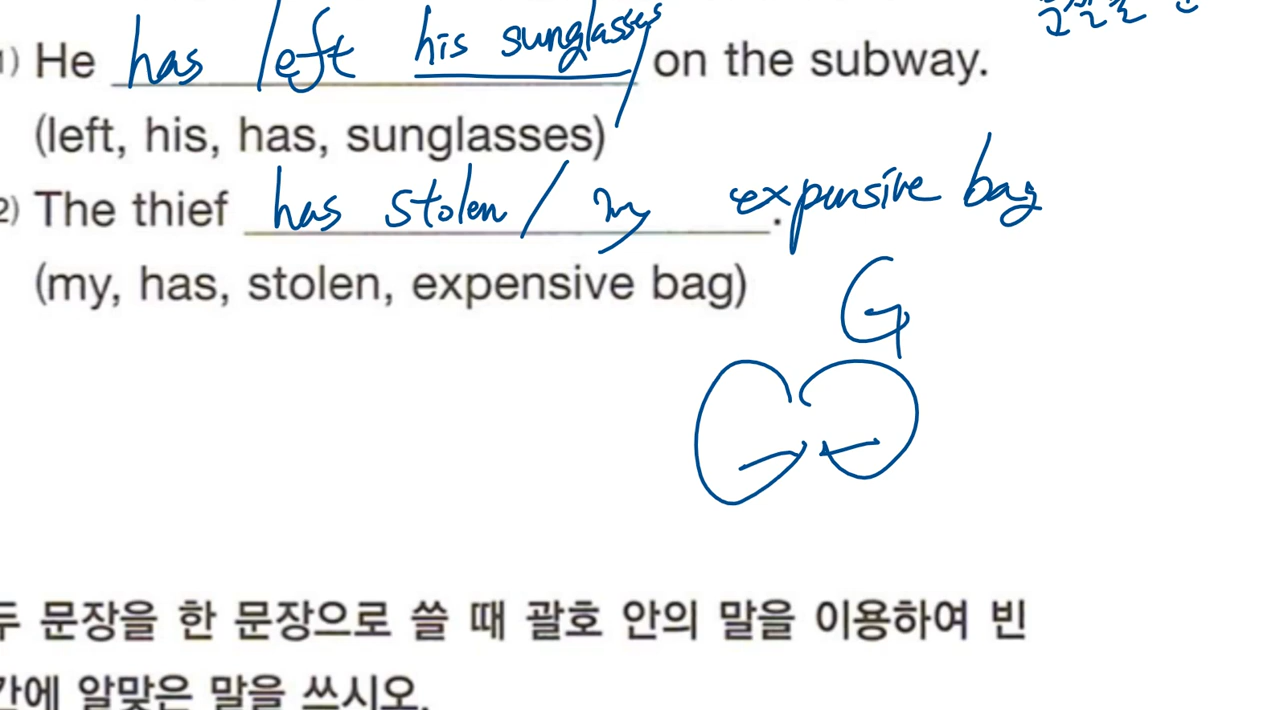 1) He has left his sunglasses on the subway.
(left, his, has, sunglasses)
2) The thief has stolen / my expensive bag.
(my, has, stolen, expensive bag)
G
두 문장을 한 문장으로 쓸 때 괄호 안의 말을 이용하여 빈
간에 알맞은 말을 쓰시오.